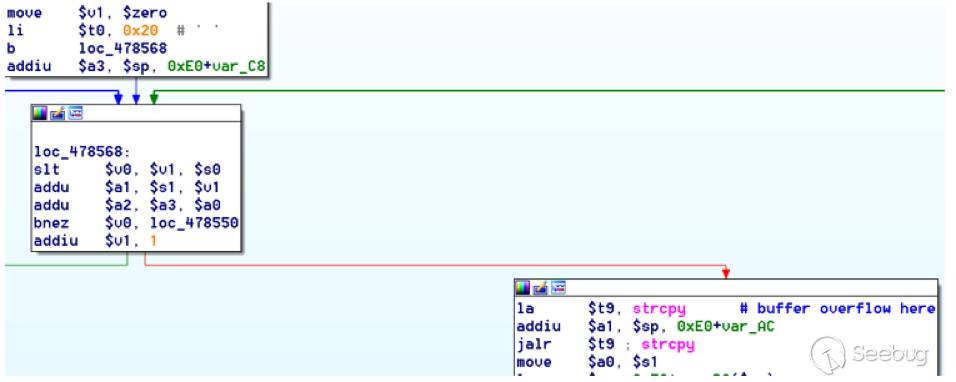 move $v1, $zero
li $t0, 0x20 # ` `
b loc_478568
addiu $a3, $sp, 0xE0+var_C8
loc_478568:
slt $v0, $v1, $s0
addu $a1, $s1, $v1
addu $a2, $a3, $a0
bnez $v0, loc_478550
addiu $v1, 1
la $t9, strcpy # buffer overflow here
addiu $a1, $sp, 0xE0+var_AC
jalr $t9 ; strcpy
move $a0, $s1
Seebug